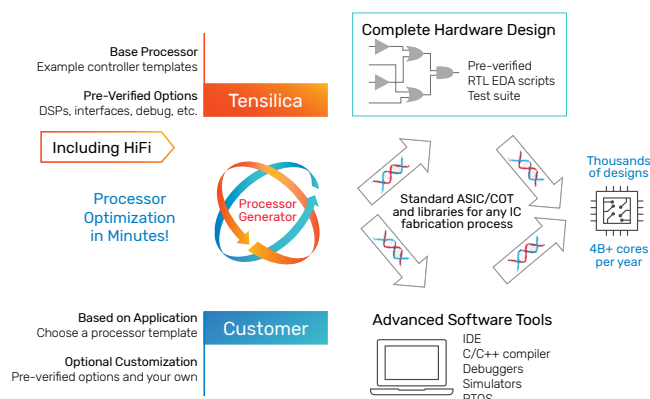 Base Processor
Example controller templates
Pre-Verified Options
DSPs, interfaces, debug, etc.
Tensilica
Including HiFi
Processor
Optimization
in Minutes!
Processor
Generator
Based on Application
Choose a processor template
Customer
Optional Customization
Pre-verified options and your own
Complete Hardware Design
Pre-verified
RTL EDA scripts
Test suite
Standard ASIC/COT
and libraries for any IC
fabrication process
Thousands
of designs
4B+ cores
per year
Advanced Software Tools
IDE
C/C++ compiler
Debuggers
Simulators
RTOS